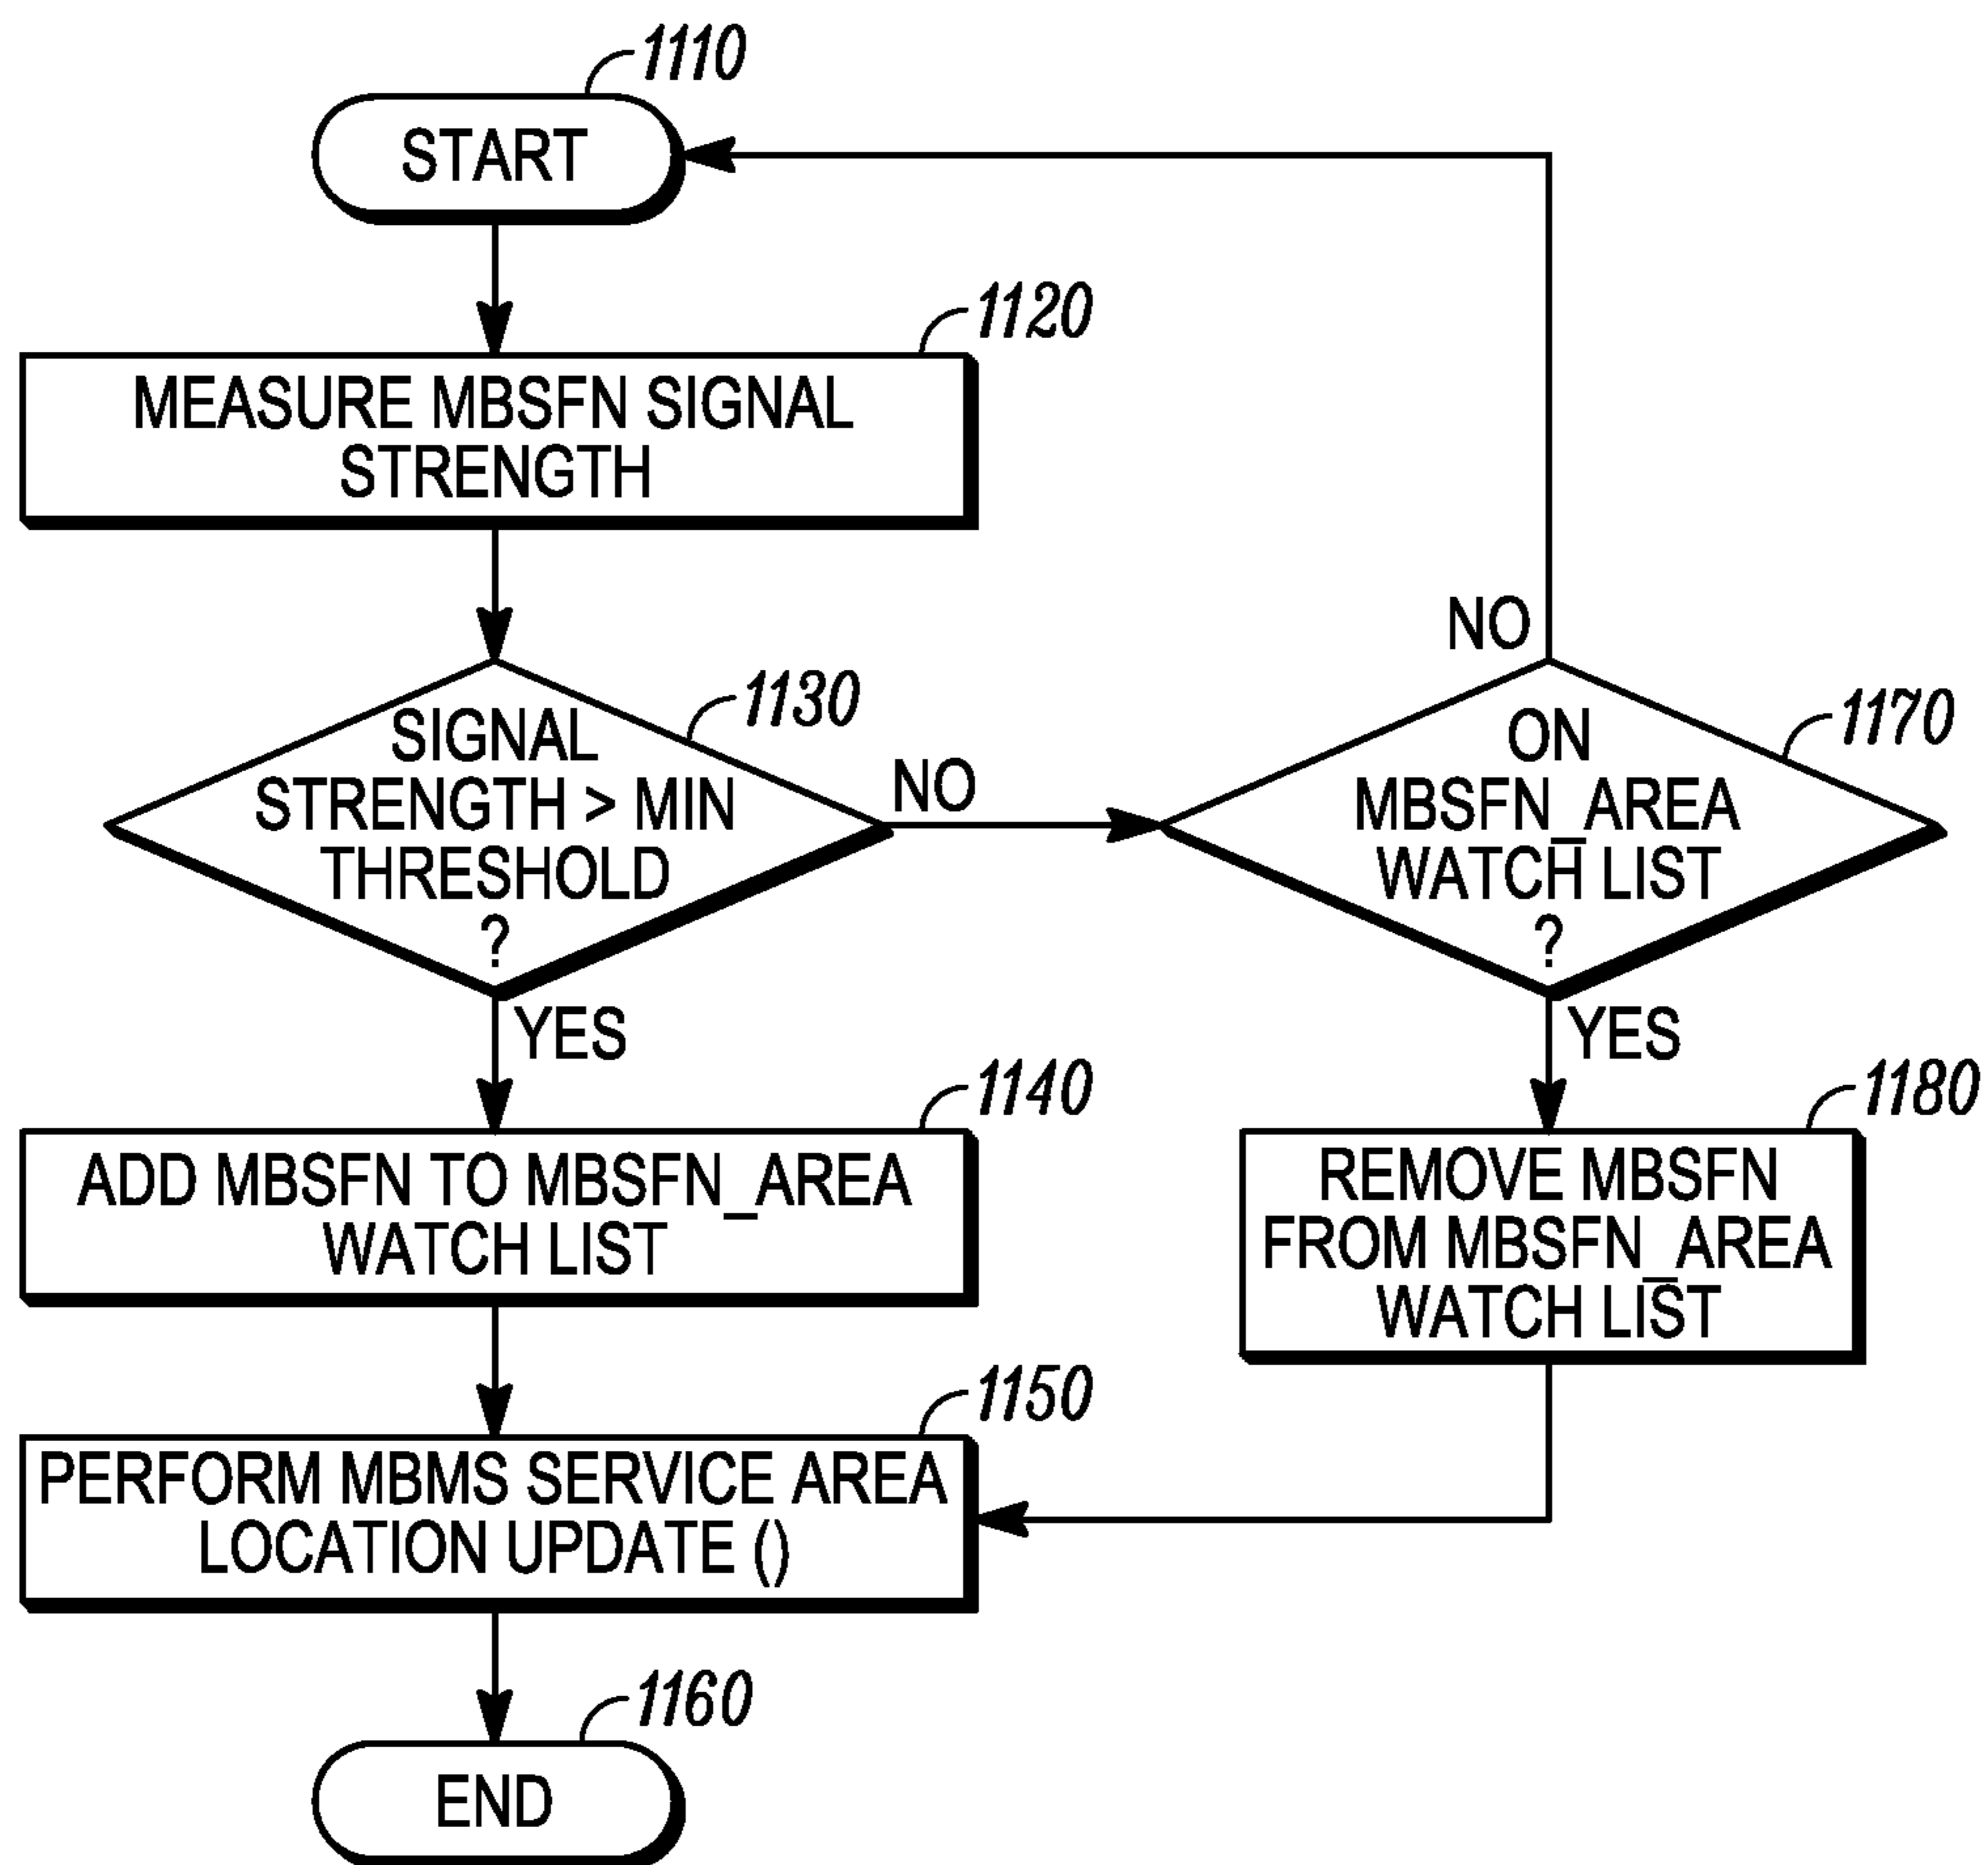 1110
START
1120
MEASURE MBSFN SIGNAL
STRENGTH
1130
SIGNAL
STRENGTH > MIN
THRESHOLD
?
NO
YES
1170
NO
ON
MBSFN_AREA
WATCH LIST
?
YES
1140
ADD MBSFN TO MBSFN_AREA
WATCH LIST
1180
REMOVE MBSFN
FROM MBSFN_AREA
WATCH LIST
1150
PERFORM MBMS SERVICE AREA
LOCATION UPDATE ()
1160
END